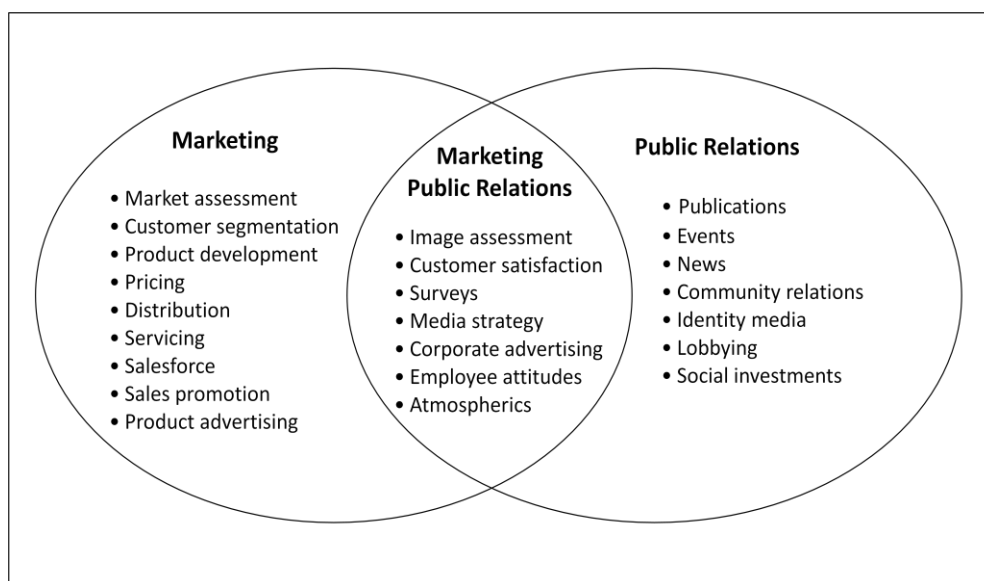 Marketing
• Market assessment
• Customer segmentation
• Product development
• Pricing
• Distribution
• Servicing
• Salesforce
• Sales promotion
• Product advertising
Marketing
Public Relations
• Image assessment
• Customer satisfaction
• Surveys
• Media strategy
• Corporate advertising
• Employee attitudes
• Atmospherics
Public Relations
• Publications
• Events
• News
• Community relations
• Identity media
• Lobbying
• Social investments